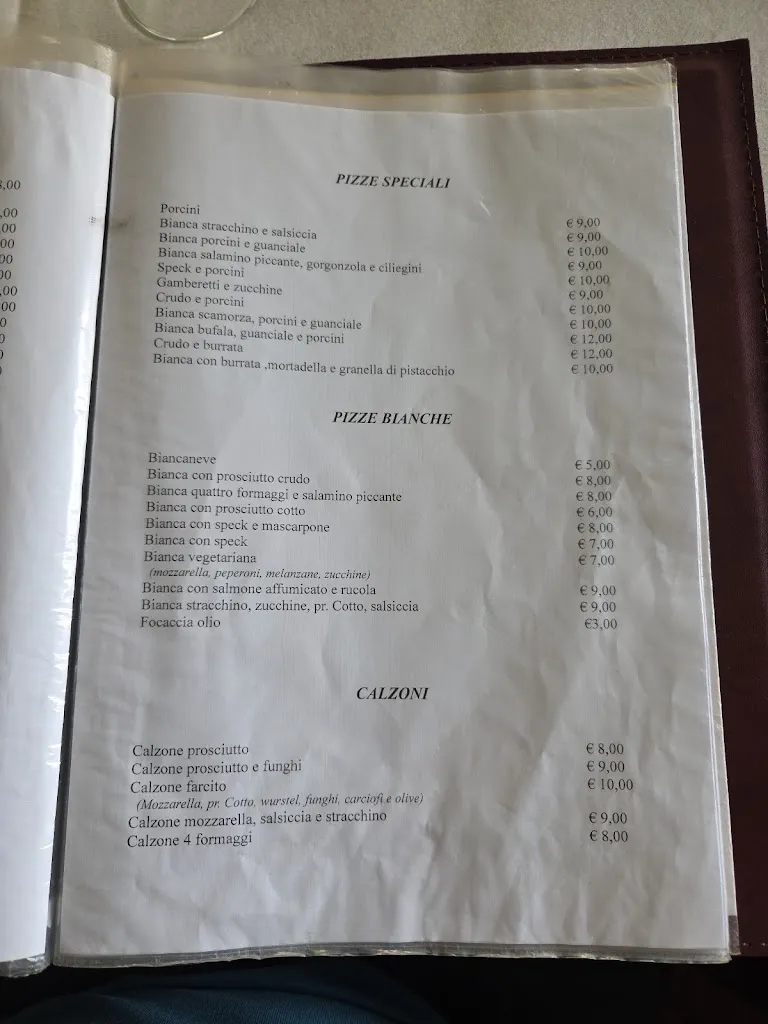 PIZZE SPECIALI
Porcini € 9,00
Bianca stracchino e salsiccia € 9,00
Bianca porcini e guanciale € 10,00
Bianca salamino piccante, gorgonzola e ciliegini € 9,00
Speck e porcini € 10,00
Gamberetti e zucchine € 9,00
Crudo e porcini € 10,00
Bianca scamorza, porcini e guanciale € 10,00
Bianca bufala, guanciale e porcini € 12,00
Crudo e burrata € 12,00
Bianca con burrata ,mortadella e granella di pistacchio € 10,00
PIZZE BIANCHE
Biancaneve € 5,00
Bianca con prosciutto crudo € 8,00
Bianca quattro formaggi e salamino piccante € 8,00
Bianca con prosciutto cotto € 6,00
Bianca con speck e mascarpone € 8,00
Bianca con speck € 7,00
Bianca vegetariana € 7,00
(mozzarella, peperoni, melanzane, zucchine)
Bianca con salmone affumicato e rucola € 9,00
Bianca stracchino, zucchine, pr. Cotto, salsiccia € 9,00
Focaccia olio €3,00
CALZONI
Calzone prosciutto € 8,00
Calzone prosciutto e funghi € 9,00
Calzone farcito € 10,00
(Mozzarella, pr. Cotto, wurstel, funghi, carciofi e olive)
Calzone mozzarella, salsiccia e stracchino € 9,00
Calzone 4 formaggi € 8,00